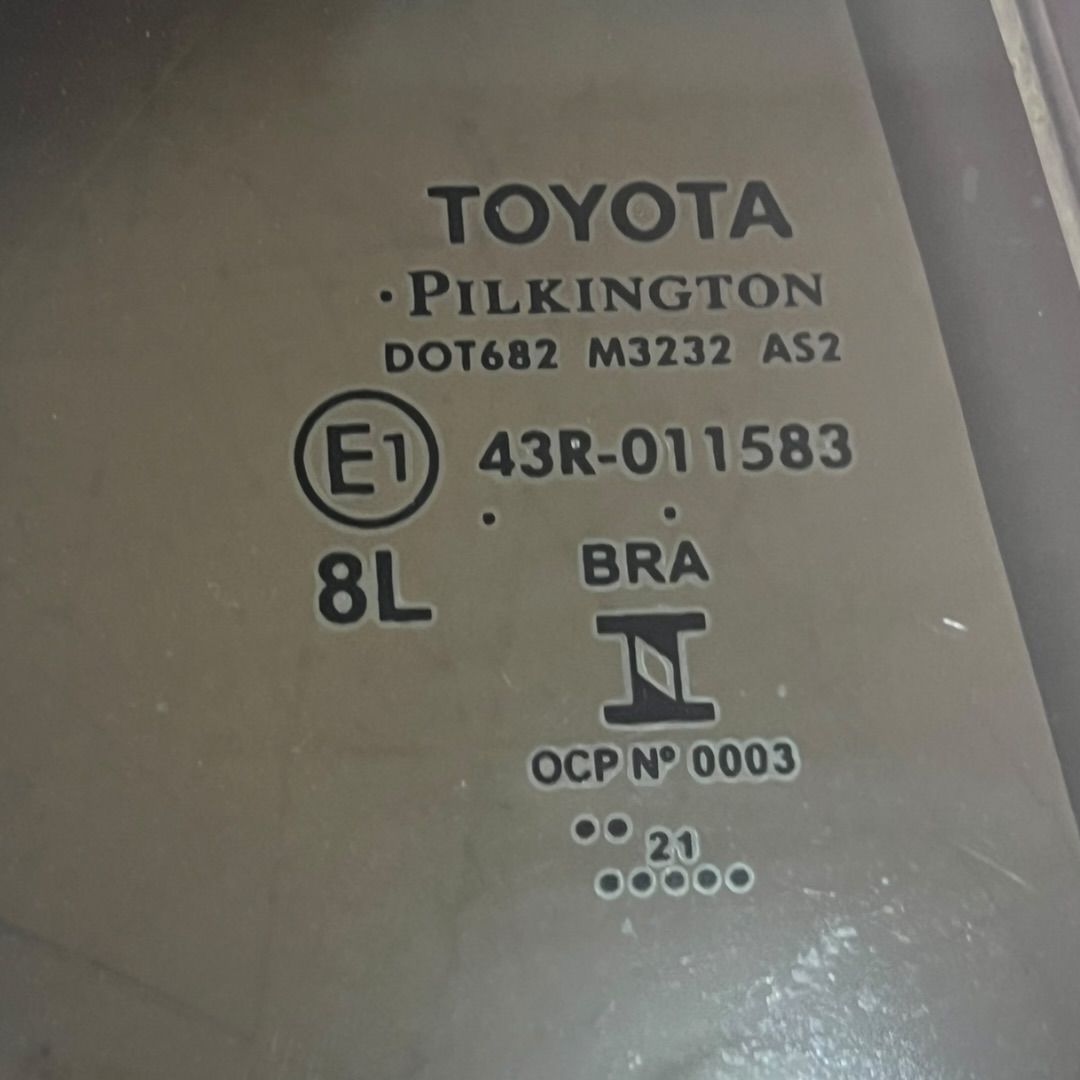 TOYOTA
PILKINGTON
DOT682 M3232 AS2
E1 43R-011583
8L BRA
OCP Nº 0003
21